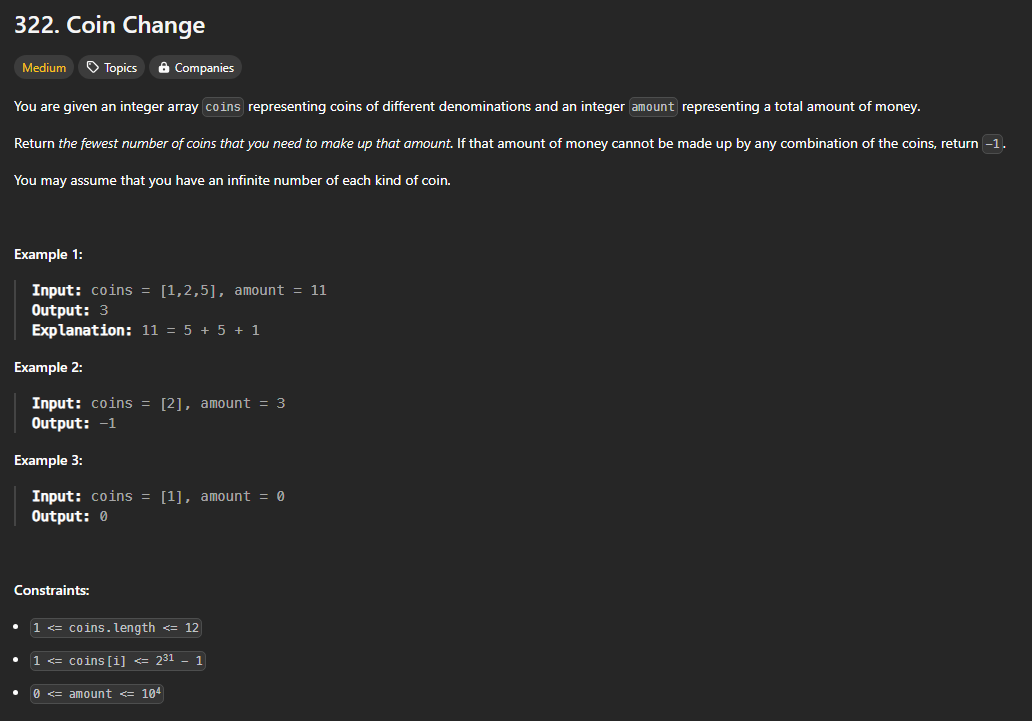 322. Coin Change
Medium Topics Companies
You are given an integer array coins representing coins of different denominations and an integer amount representing a total amount of money.
Return the fewest number of coins that you need to make up that amount. If that amount of money cannot be made up by any combination of the coins, return -1.
You may assume that you have an infinite number of each kind of coin.
Example 1:
Input: coins = [1,2,5], amount = 11
Output: 3
Explanation: 11 = 5 + 5 + 1
Example 2:
Input: coins = [2], amount = 3
Output: -1
Example 3:
Input: coins = [1], amount = 0
Output: 0
Constraints:
• 1 <= coins.length <= 12
• 1 <= coins[i] <= 2³¹ - 1
• 0 <= amount <= 10⁴